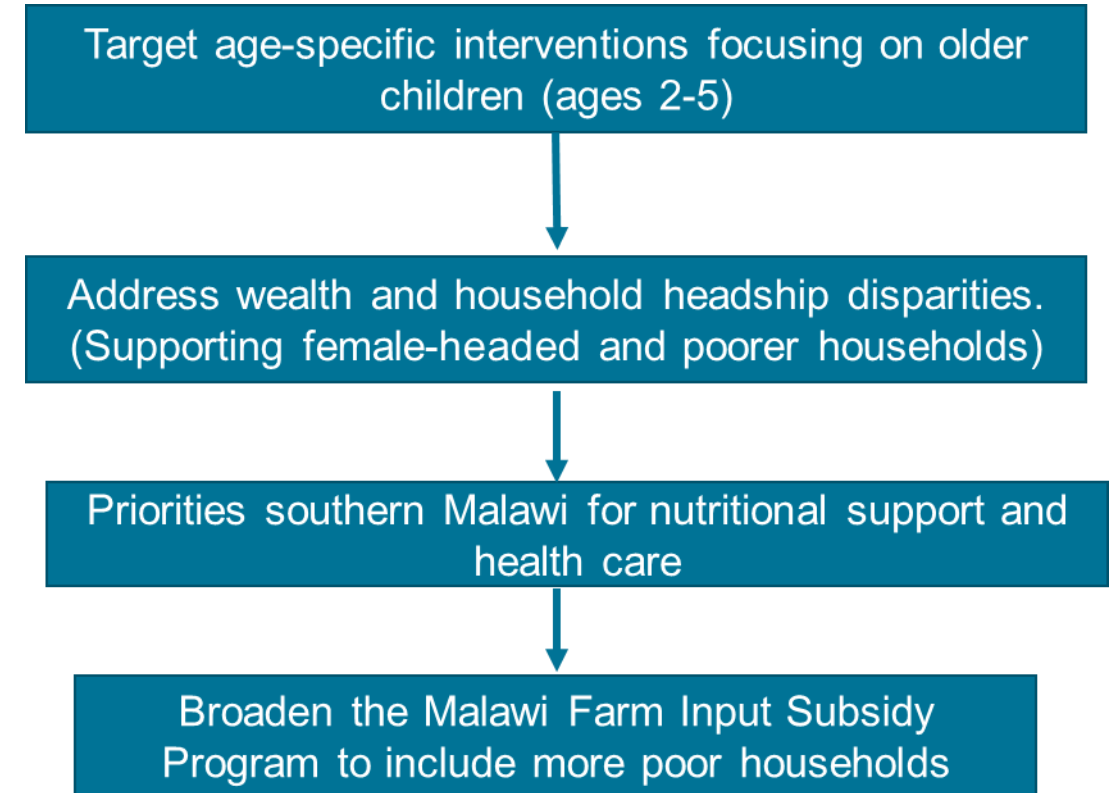 Target age-specific interventions focusing on older
children (ages 2-5)
Address wealth and household headship disparities.
(Supporting female-headed and poorer households)
Priorities southern Malawi for nutritional support and
health care
Broaden the Malawi Farm Input Subsidy
Program to include more poor households